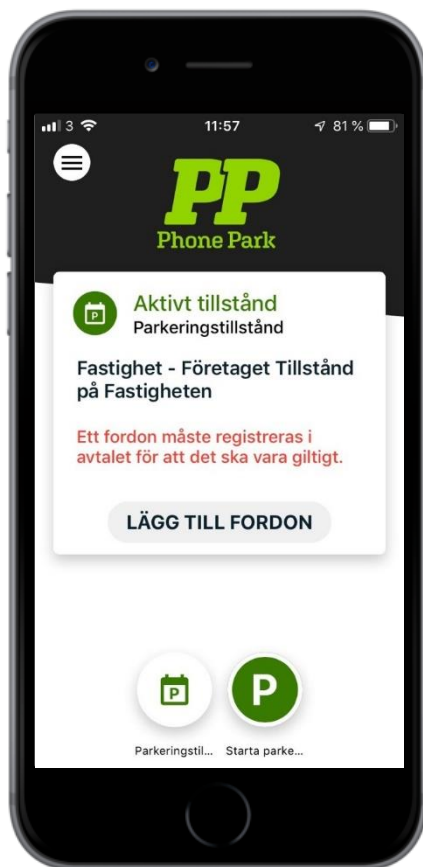 3 11:57 81 %
PP
Phone Park
P
Aktivt tillstånd
Parkeringstillstånd
Fastighet - Företaget Tillstånd
på Fastigheten
Ett fordon måste registreras i
avtalet för att det ska vara giltigt.
LÄGG TILL FORDON
P P
Parkeringstil... Starta parke...